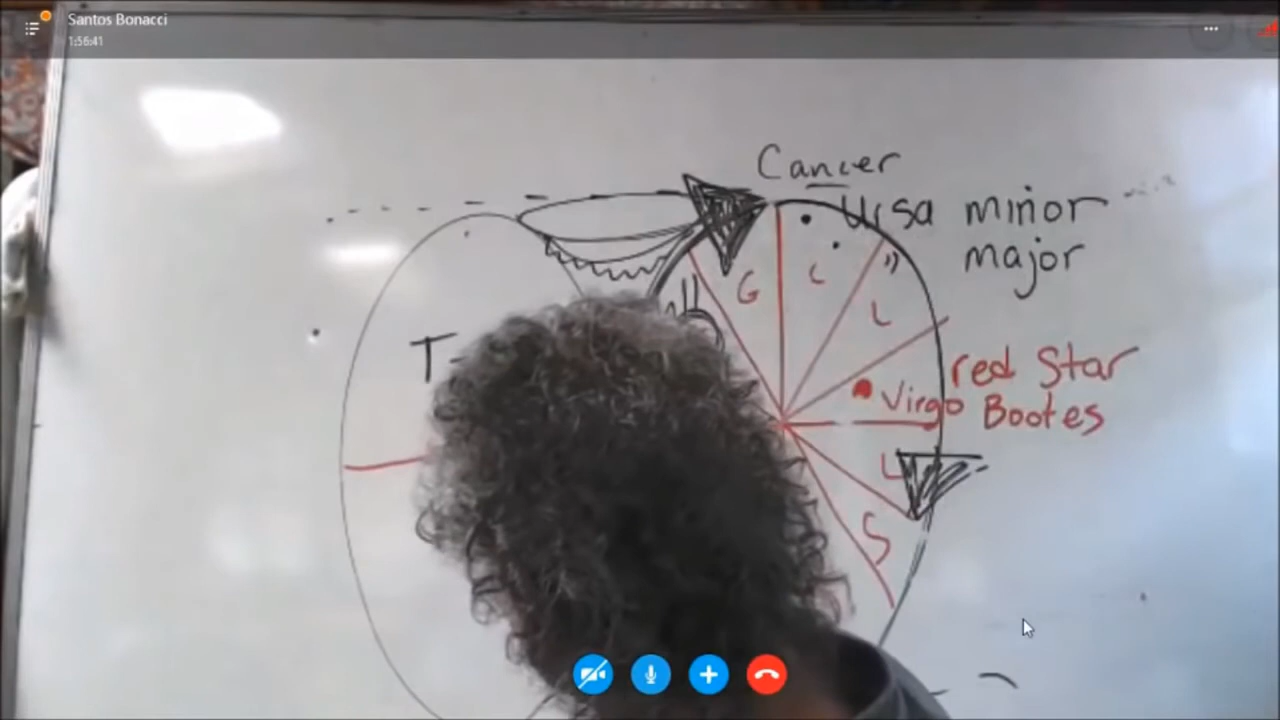 Santos Bonacci
1:56:41
Cancer
Ursa minor
major
G
C
L
T
red Star
Virgo Bootes
L
S